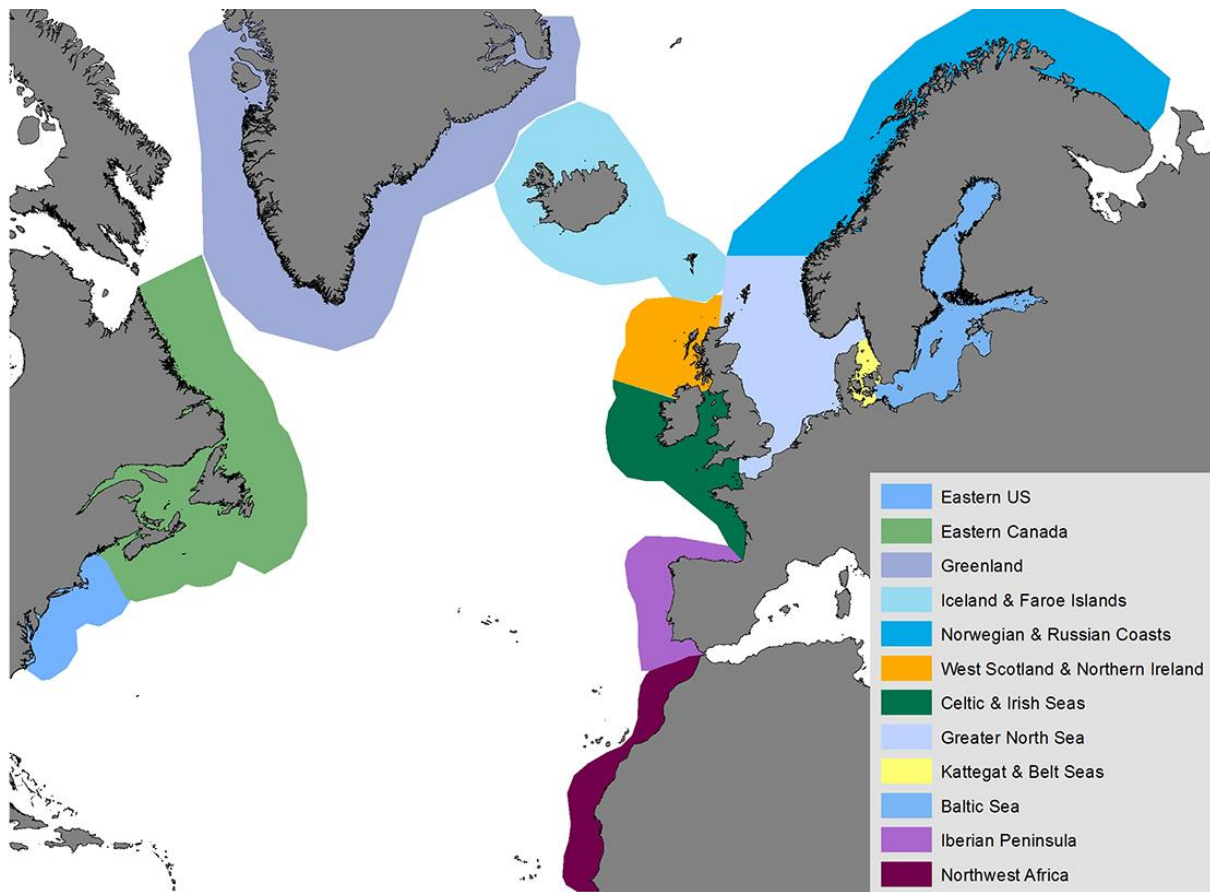 Eastern US
Eastern Canada
Greenland
Iceland & Faroe Islands
Norwegian & Russian Coasts
West Scotland & Northern Ireland
Celtic & Irish Seas
Greater North Sea
Kattegat & Belt Seas
Baltic Sea
Iberian Peninsula
Northwest Africa